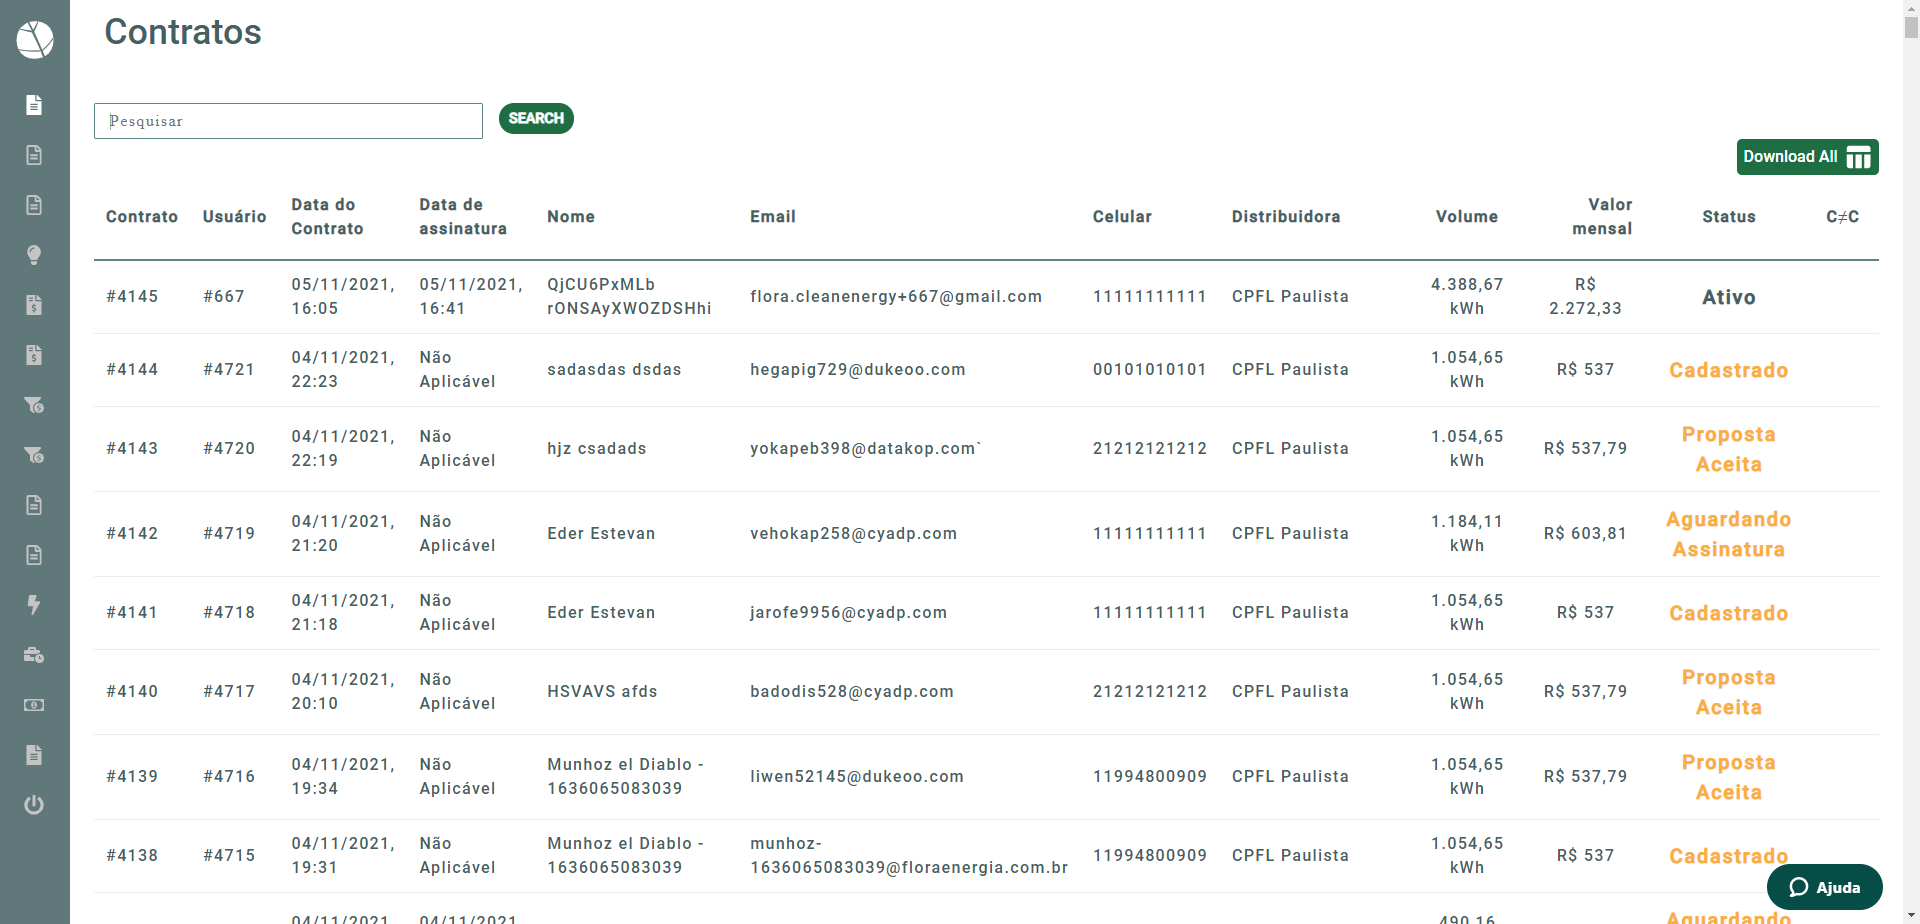 Contratos
Pesquisar
SEARCH
Download All
Contrato Usuário Data do Contrato Data de assinatura Nome Email Celular Distribuidora Volume Valor mensal Status C≠C
#4145 #667 05/11/2021, 16:05 05/11/2021, 16:41 QjCU6PxMLb rONSAyXWOZDSHhi flora.cleanenergy+667@gmail.com 11111111111 CPFL Paulista 4.388,67 kWh R$ 2.272,33 Ativo
#4144 #4721 04/11/2021, 22:23 Não Aplicável sadasdas dsdas hegapig729@dukeoo.com 00101010101 CPFL Paulista 1.054,65 kWh R$ 537 Cadastrado
#4143 #4720 04/11/2021, 22:19 Não Aplicável hjz csadads yokapeb398@datakop.com` 21212121212 CPFL Paulista 1.054,65 kWh R$ 537,79 Proposta Aceita
#4142 #4719 04/11/2021, 21:20 Não Aplicável Eder Estevan vehokap258@cyadp.com 11111111111 CPFL Paulista 1.184,11 kWh R$ 603,81 Aguardando Assinatura
#4141 #4718 04/11/2021, 21:18 Não Aplicável Eder Estevan jarofe9956@cyadp.com 11111111111 CPFL Paulista 1.054,65 kWh R$ 537 Cadastrado
#4140 #4717 04/11/2021, 20:10 Não Aplicável HSVAVS afds badodis528@cyadp.com 21212121212 CPFL Paulista 1.054,65 kWh R$ 537,79 Proposta Aceita
#4139 #4716 04/11/2021, 19:34 Não Aplicável Munhoz el Diablo - 1636065083039 liwen52145@dukeoo.com 11994800909 CPFL Paulista 1.054,65 kWh R$ 537,79 Proposta Aceita
#4138 #4715 04/11/2021, 19:31 Não Aplicável Munhoz el Diablo - 1636065083039 munhoz-1636065083039@floraenergia.com.br 11994800909 CPFL Paulista 1.054,65 kWh R$ 537 Cadastrado
04/11/2021, 04/11/2021, 490,16 Aguardando
Ajuda